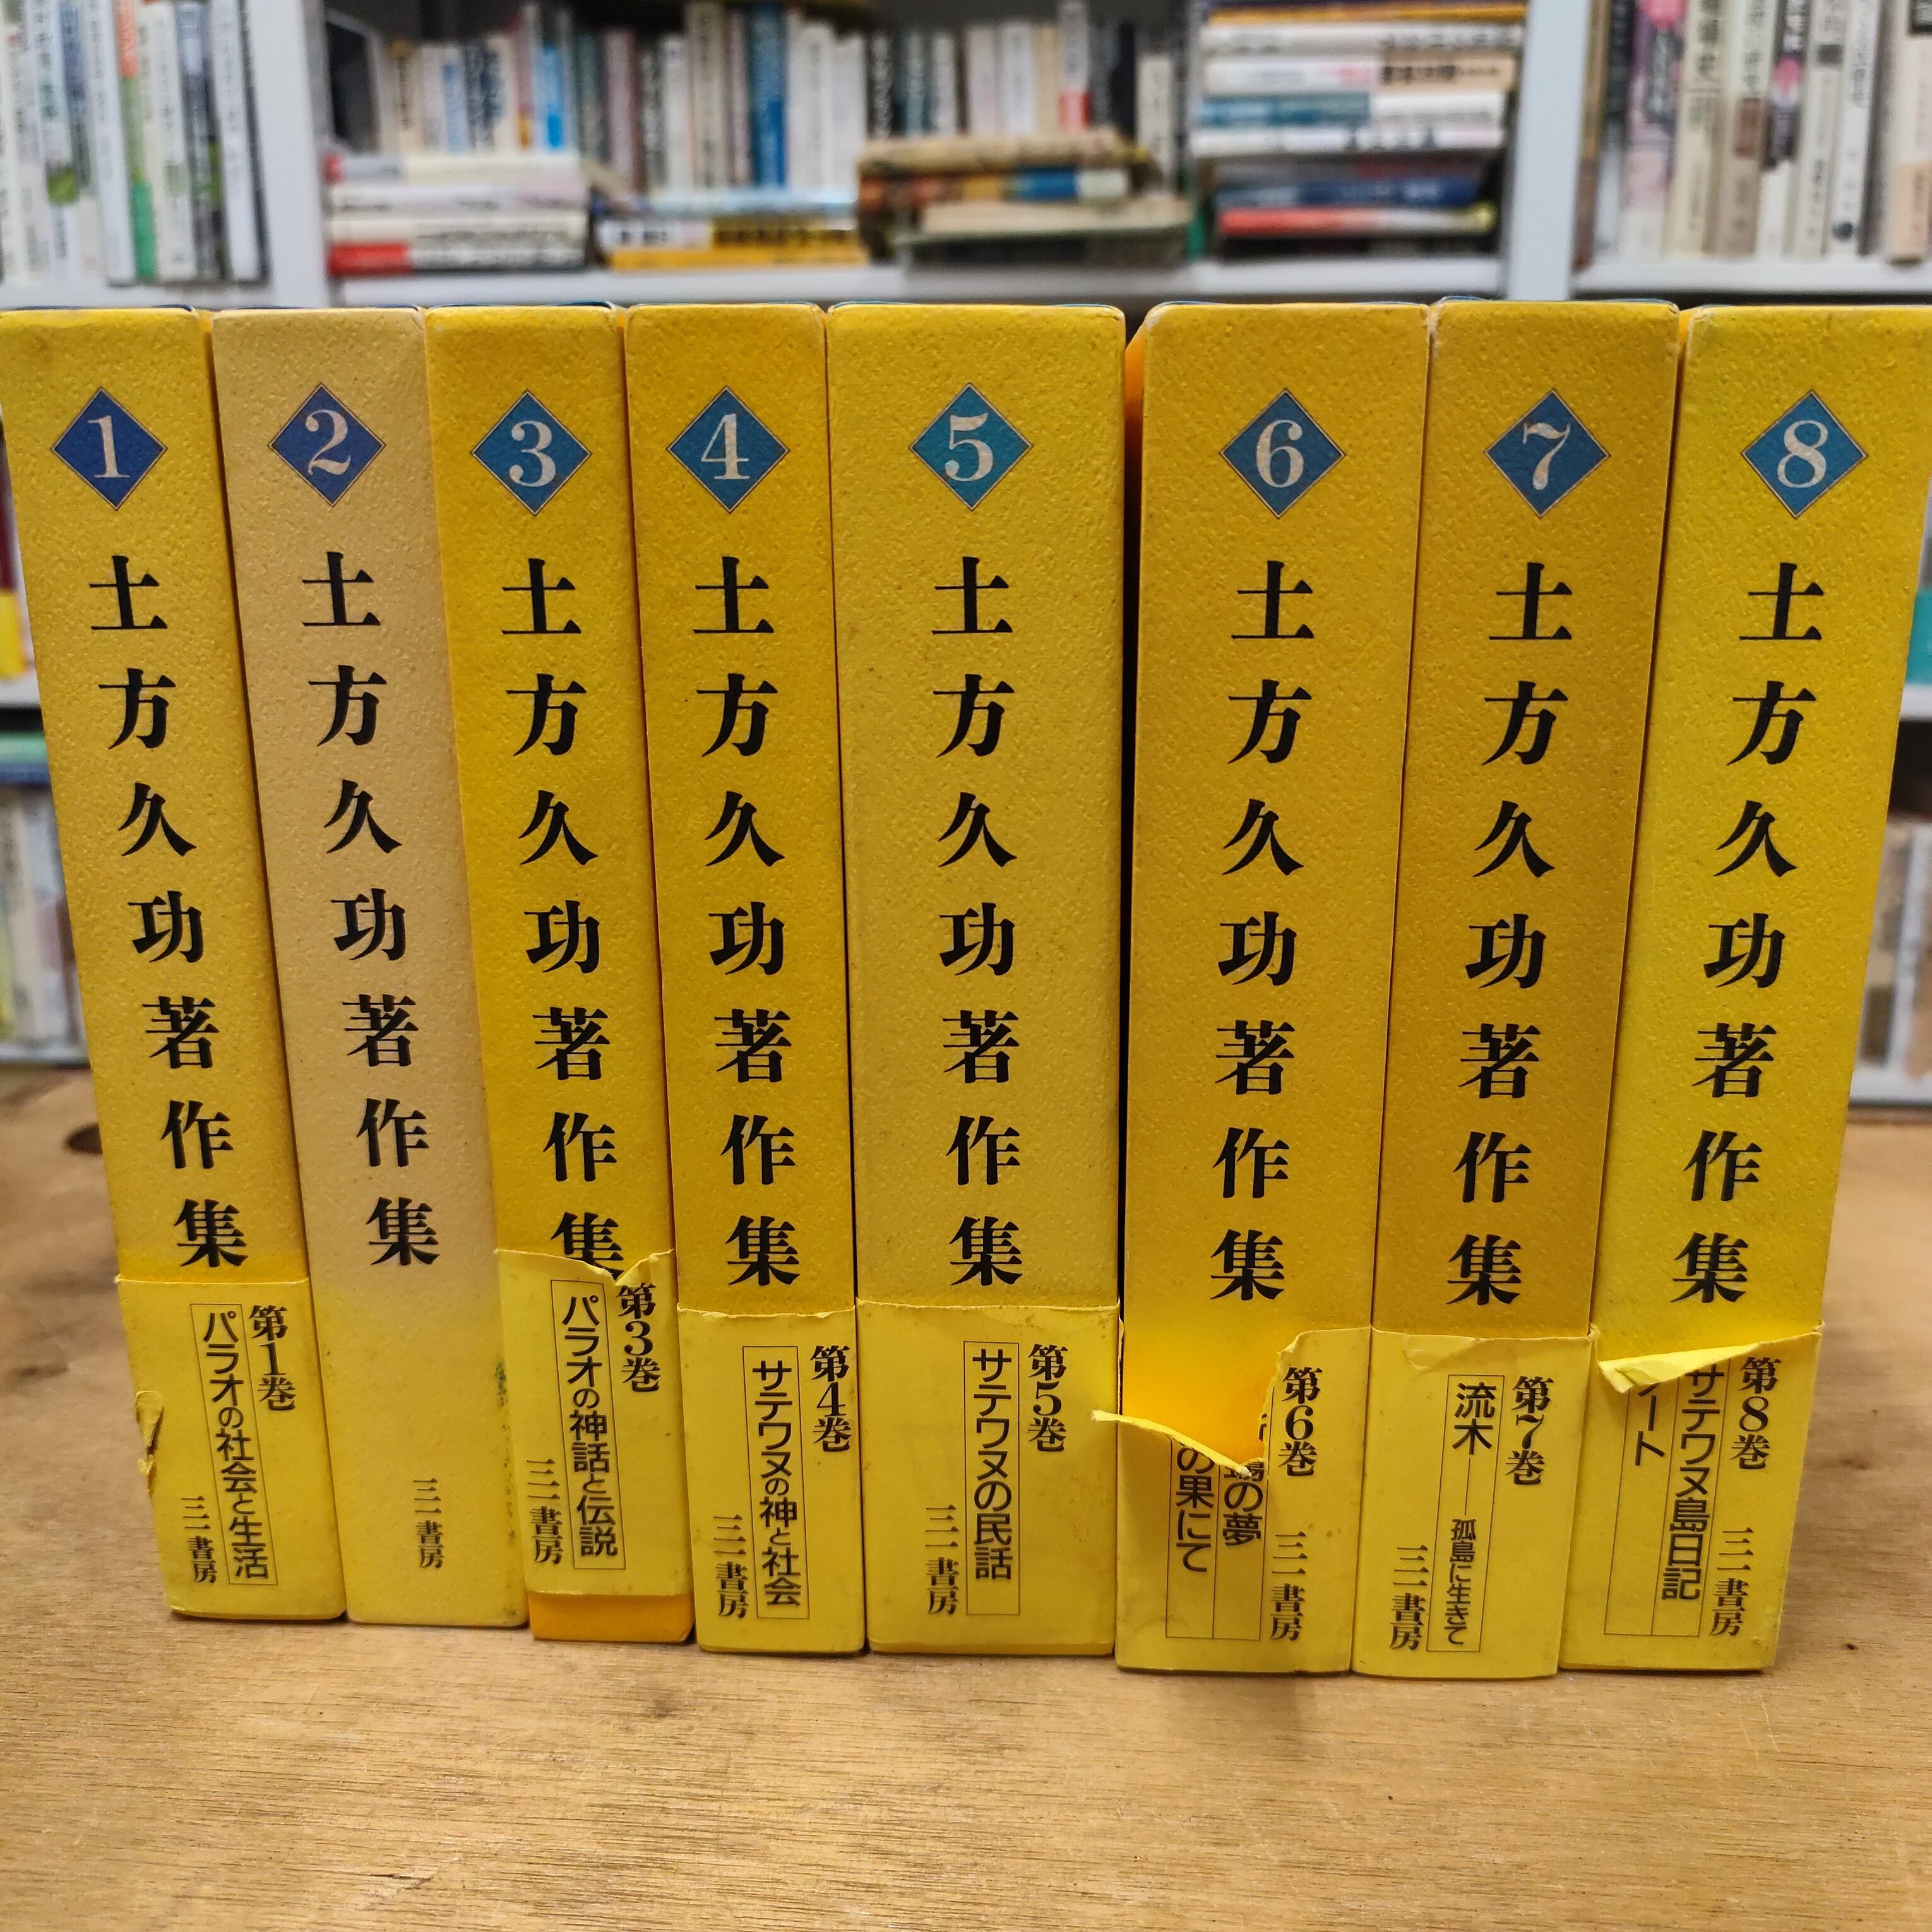 1
土方久功著作集
第1巻
パラオの社会と生活
三一書房
2
土方久功著作集
三一書房
3
土方久功著作集
第3巻
パラオの神話と伝説
三一書房
4
土方久功著作集
第4巻
サテワヌの神と社会
三一書房
5
土方久功著作集
第5巻
サテワヌの民話
三一書房
6
土方久功著作集
第6巻
の夢
の果にて
三一書房
7
土方久功著作集
第7巻
流木――孤島に生きて
三一書房
8
土方久功著作集
第8巻
サテワヌ島日記
ート
三一書房